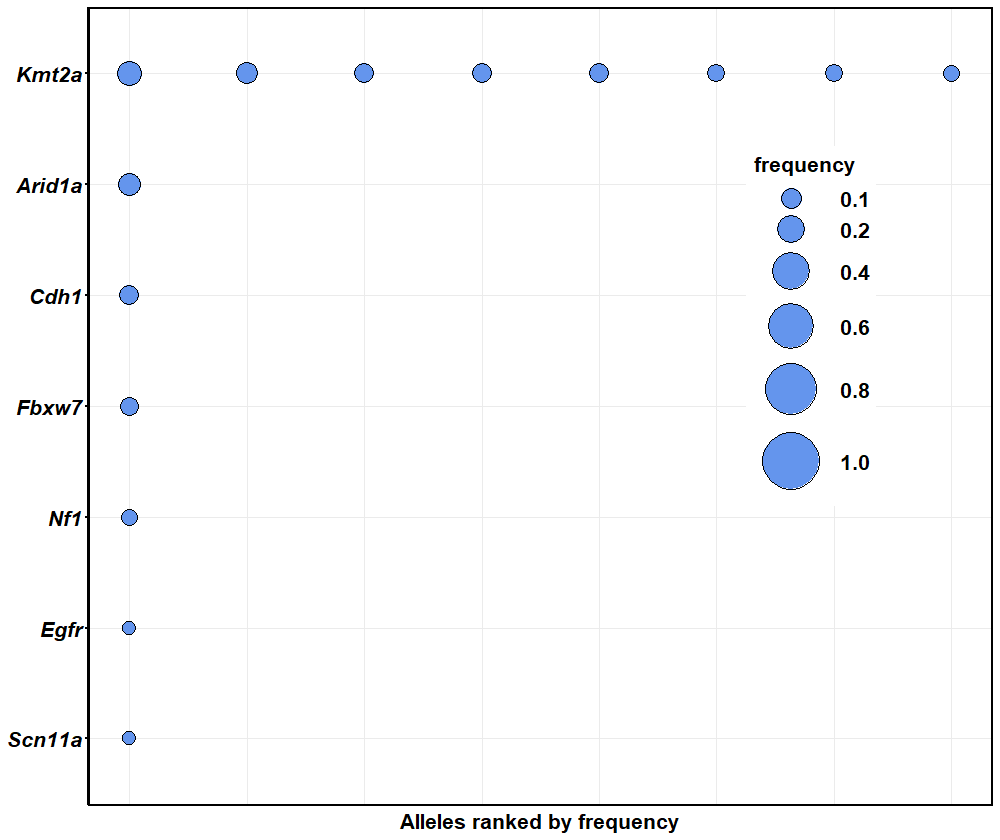 Kmt2a
Arid1a
Cdh1
Fbxw7
Nf1
Egfr
Scn11a
frequency
0.1
0.2
0.4
0.6
0.8
1.0
Alleles ranked by frequency